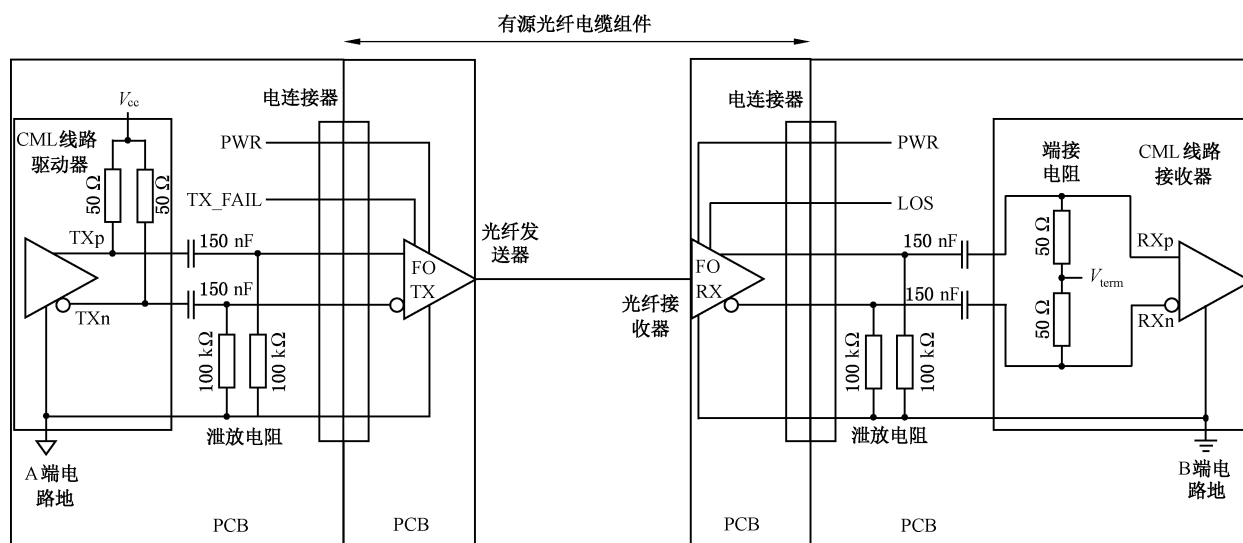 有源光纤电缆组件
Vcc
CML线路
驱动器
50 Ω
50 Ω
TXp
TXn
150 nF
150 nF
100 kΩ
100 kΩ
泄放电阻
A端电
路地
PCB
电连接器
PWR
TX_FAIL
FO
TX
光纤发
送器
PCB
光纤接
收器
FO
RX
PCB
电连接器
PWR
LOS
150 nF
150 nF
100 kΩ
100 kΩ
泄放电阻
PCB
端接
电阻
50 Ω
Vterm
50 Ω
CML线路
接收器
RXp
RXn
B端电
路地